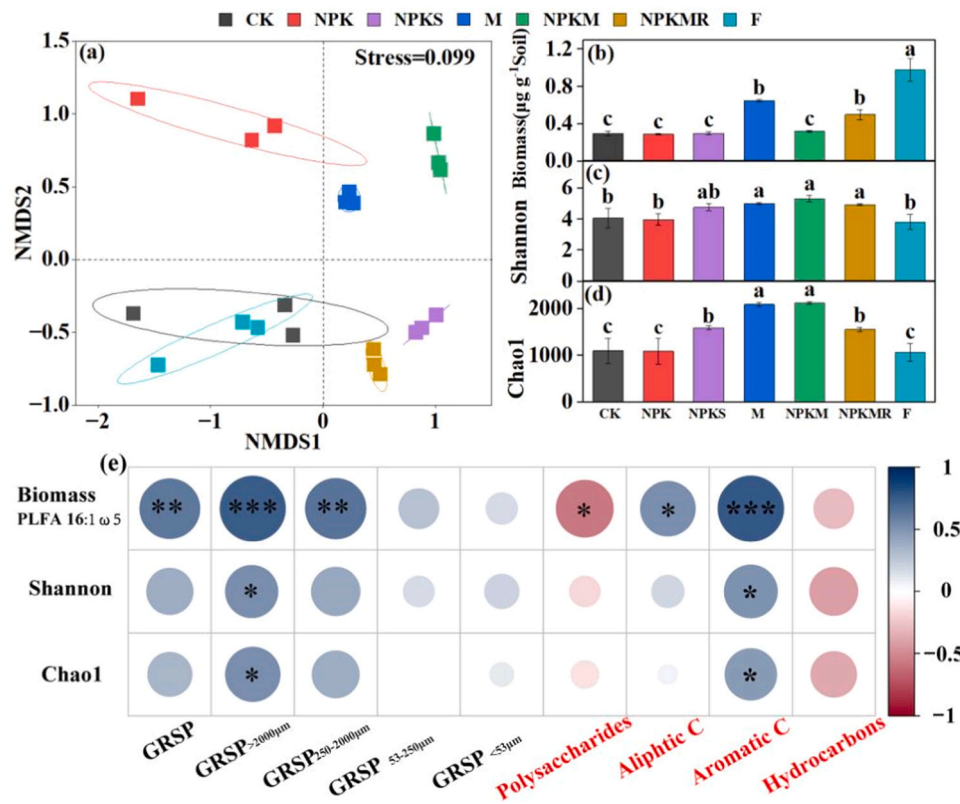 CK NPK NPKS M NPKM NPKMR F
(a)
Stress=0.099
1.5
1.0
0.5
0.0
−0.5
−1.0
NMDS2
−2 −1 0 1
NMDS1
(b)
Biomass(μg g⁻¹Soil)
1.2
0.8
0.4
0.0
c c c b c b a
(c)
Shannon
6
4
2
0
b b ab a a a b
(d)
Chao1
2000
1000
0
c c b a a b c
CK NPK NPKS M NPKM NPKMR F
(e)
Biomass
PLFA 16:1 ω 5
** *** ** * * ***
Shannon
* *
Chao1
* *
GRSP GRSP>2000μm GRSP250-2000μm GRSP 53-250μm GRSP <53μm Polysaccharides Aliphtic C Aromatic C Hydrocarbons
1
0.5
0
−0.5
−1